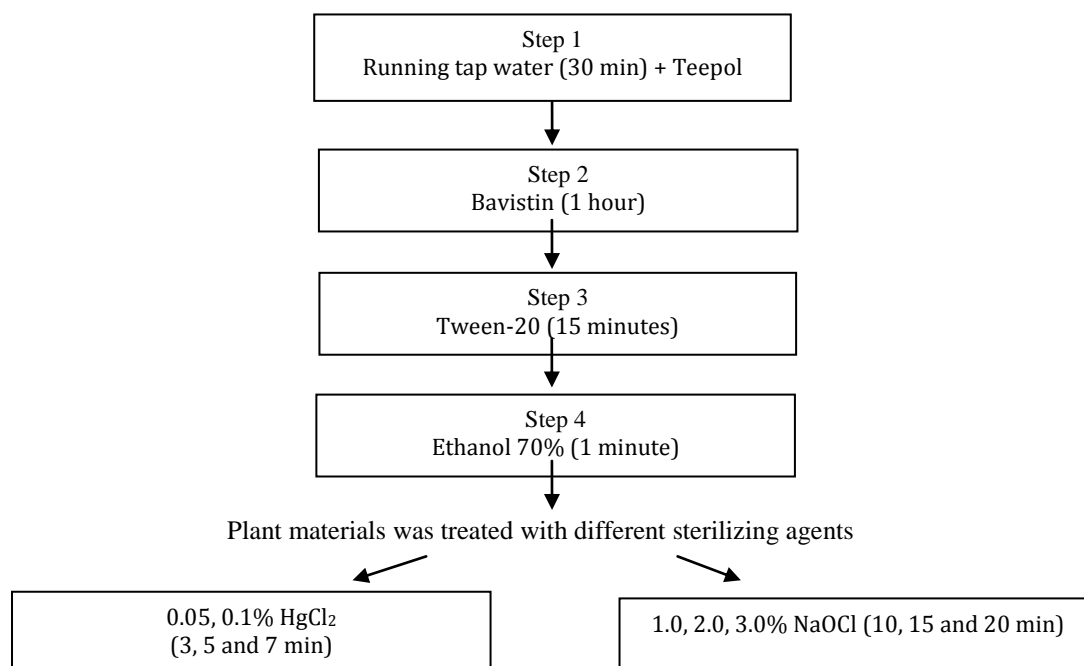 Step 1
Running tap water (30 min) + Teepol
Step 2
Bavistin (1 hour)
Step 3
Tween-20 (15 minutes)
Step 4
Ethanol 70% (1 minute)
Plant materials was treated with different sterilizing agents
0.05, 0.1% HgCl₂
(3, 5 and 7 min)
1.0, 2.0, 3.0% NaOCl (10, 15 and 20 min)